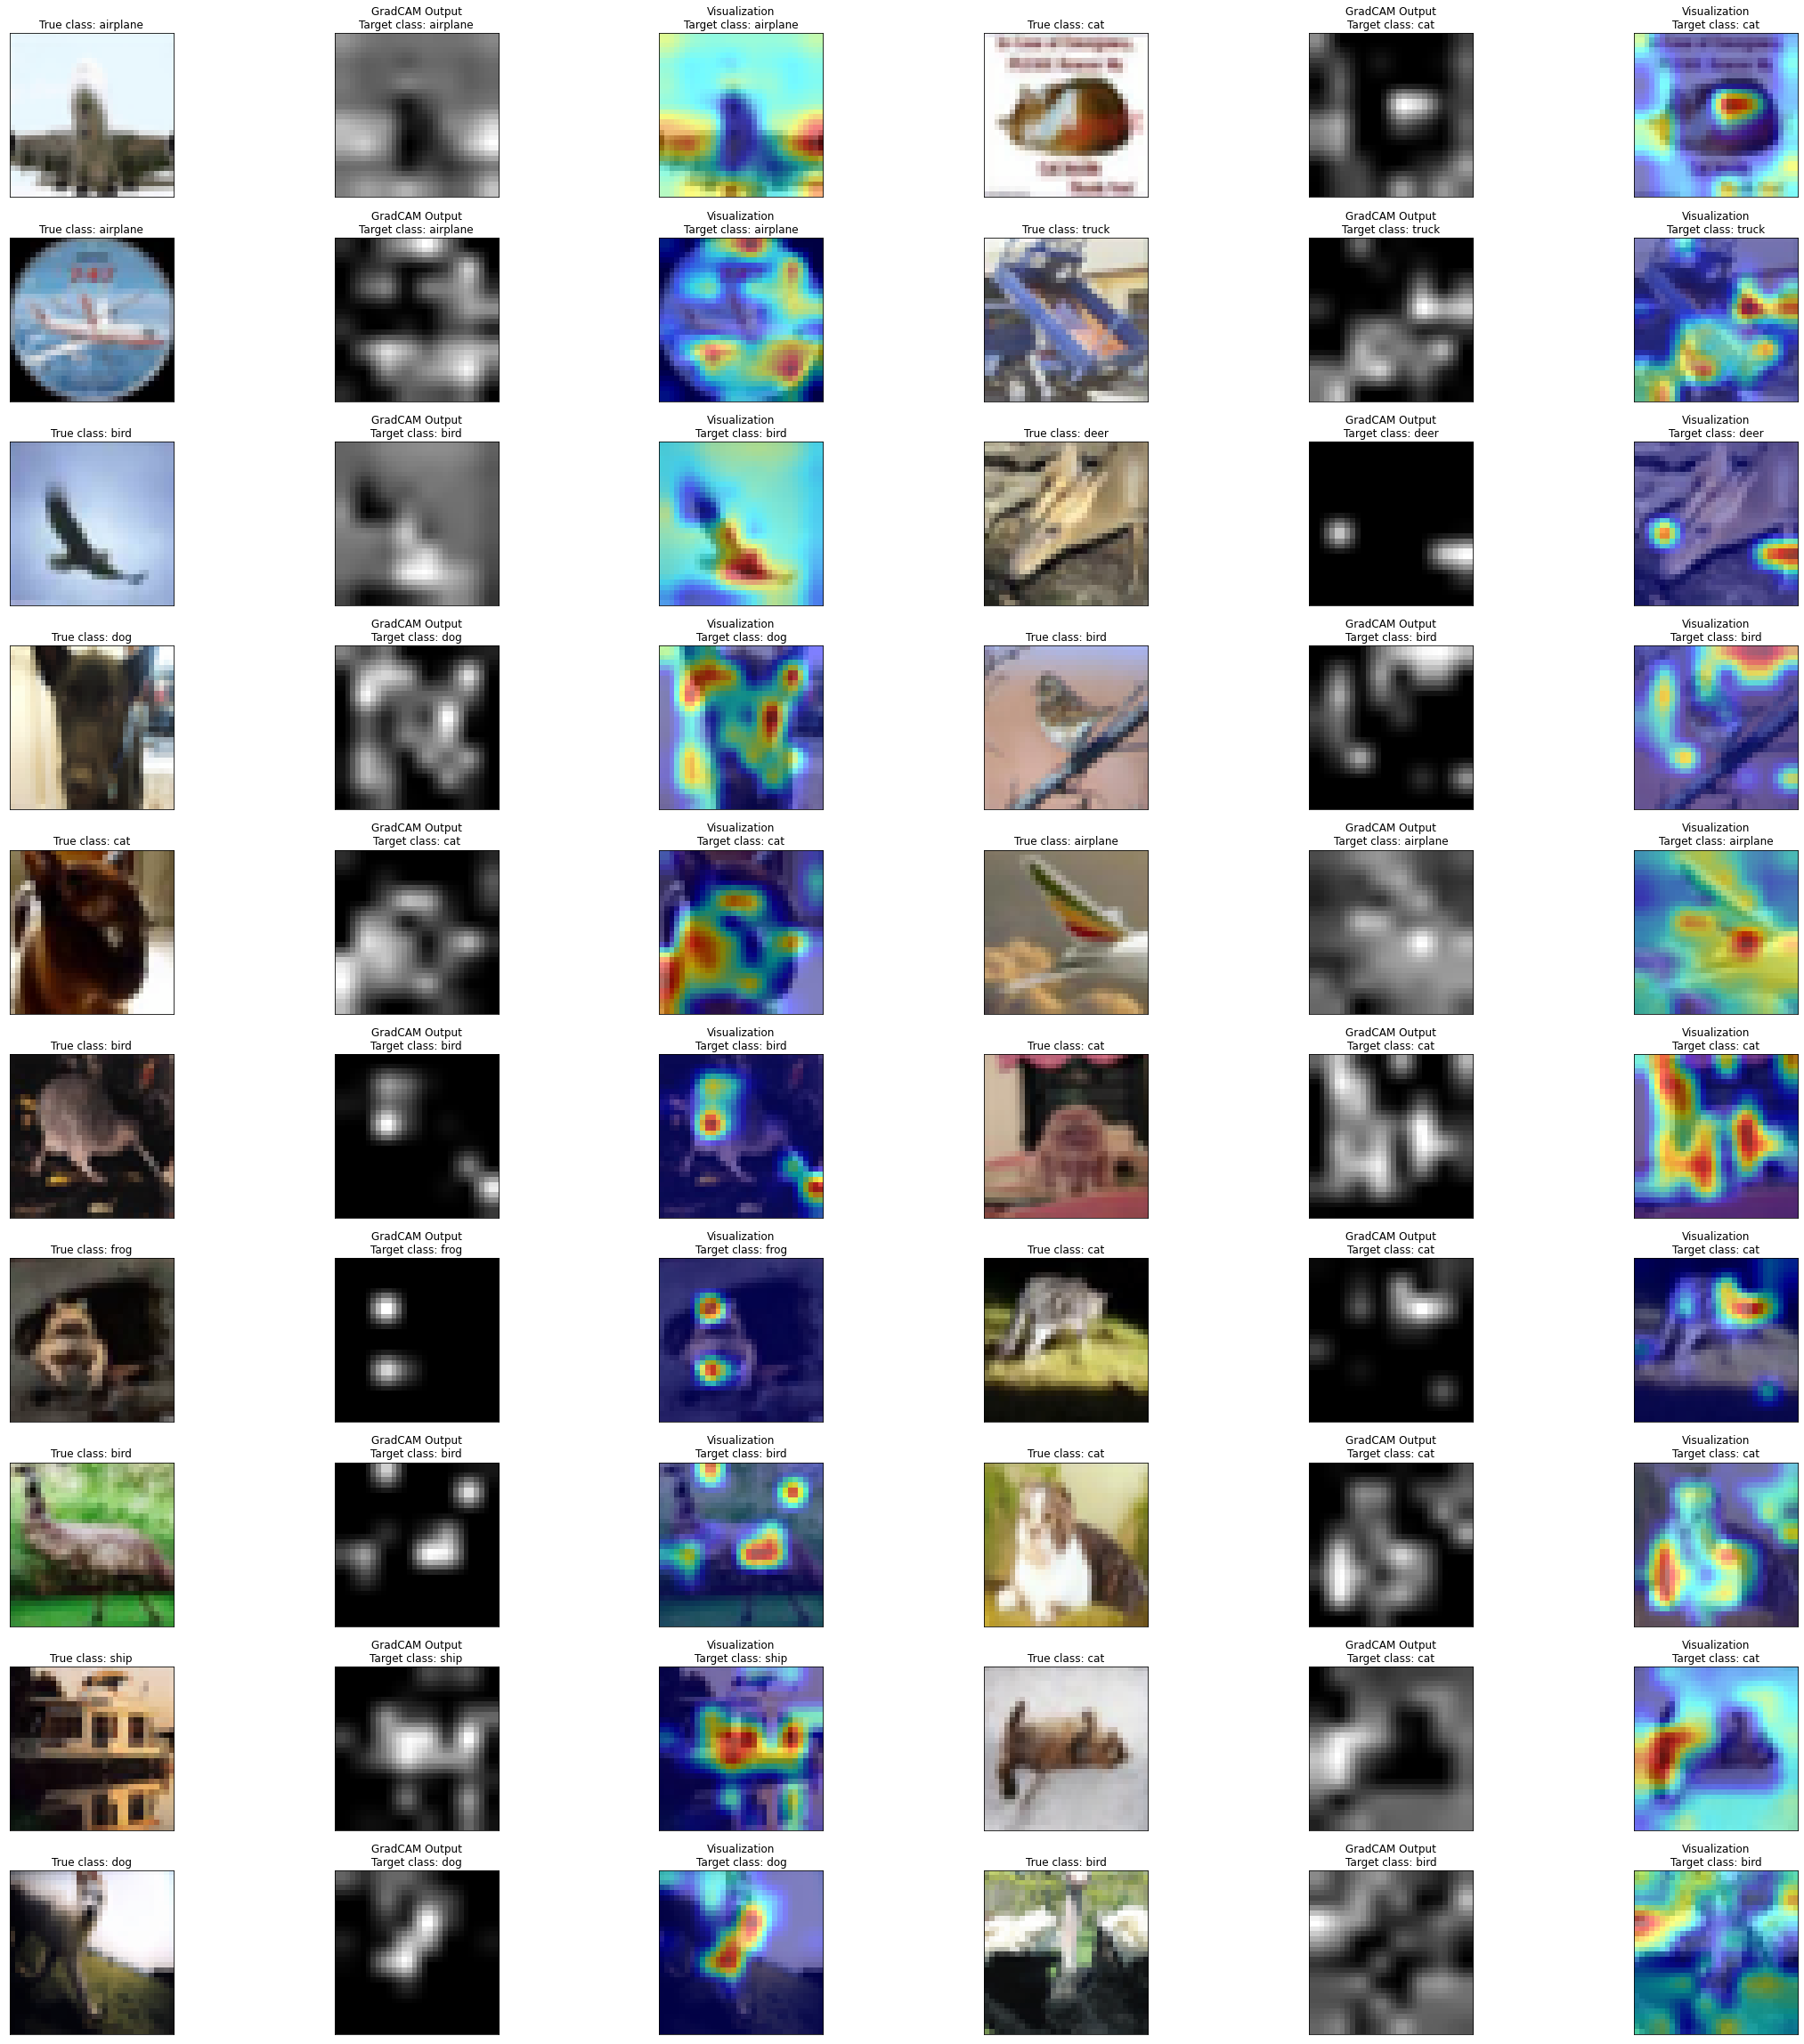 True class: airplane
GradCAM Output
Target class: airplane
Visualization
Target class: airplane
True class: cat
GradCAM Output
Target class: cat
Visualization
Target class: cat
True class: airplane
GradCAM Output
Target class: airplane
Visualization
Target class: airplane
True class: truck
GradCAM Output
Target class: truck
Visualization
Target class: truck
True class: bird
GradCAM Output
Target class: bird
Visualization
Target class: bird
True class: deer
GradCAM Output
Target class: deer
Visualization
Target class: deer
True class: dog
GradCAM Output
Target class: dog
Visualization
Target class: dog
True class: bird
GradCAM Output
Target class: bird
Visualization
Target class: bird
True class: cat
GradCAM Output
Target class: cat
Visualization
Target class: cat
True class: airplane
GradCAM Output
Target class: airplane
Visualization
Target class: airplane
True class: bird
GradCAM Output
Target class: bird
Visualization
Target class: bird
True class: cat
GradCAM Output
Target class: cat
Visualization
Target class: cat
True class: frog
GradCAM Output
Target class: frog
Visualization
Target class: frog
True class: cat
GradCAM Output
Target class: cat
Visualization
Target class: cat
True class: bird
GradCAM Output
Target class: bird
Visualization
Target class: bird
True class: cat
GradCAM Output
Target class: cat
Visualization
Target class: cat
True class: ship
GradCAM Output
Target class: ship
Visualization
Target class: ship
True class: cat
GradCAM Output
Target class: cat
Visualization
Target class: cat
True class: dog
GradCAM Output
Target class: dog
Visualization
Target class: dog
True class: bird
GradCAM Output
Target class: bird
Visualization
Target class: bird